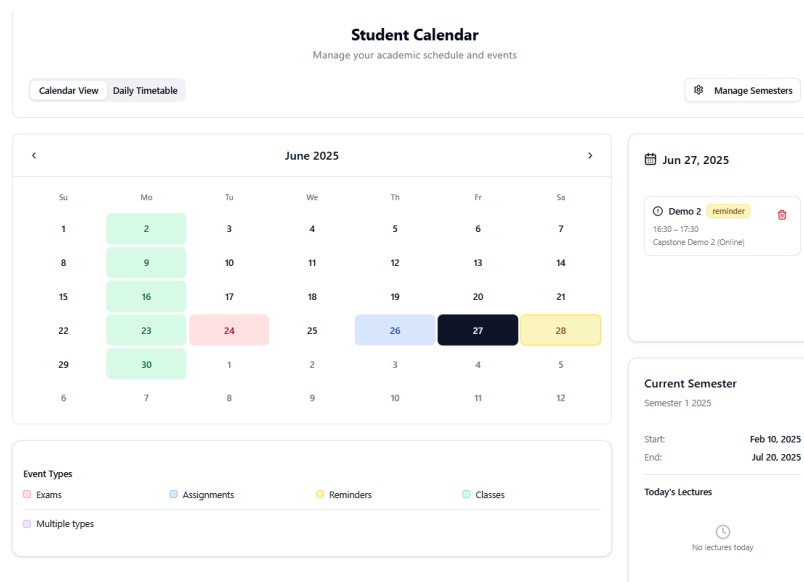 Student Calendar
Manage your academic schedule and events
Calendar View Daily Timetable
Manage Semesters
June 2025
Su Mo Tu We Th Fr Sa
1 2 3 4 5 6 7
8 9 10 11 12 13 14
15 16 17 18 19 20 21
22 23 24 25 26 27 28
29 30 1 2 3 4 5
6 7 8 9 10 11 12
Event Types
Exams Assignments Reminders Classes
Multiple types
Jun 27, 2025
Demo 2 reminder
16:30 – 17:30
Capstone Demo 2 (Online)
Current Semester
Semester 1 2025
Start: Feb 10, 2025
End: Jul 20, 2025
Today's Lectures
No lectures today